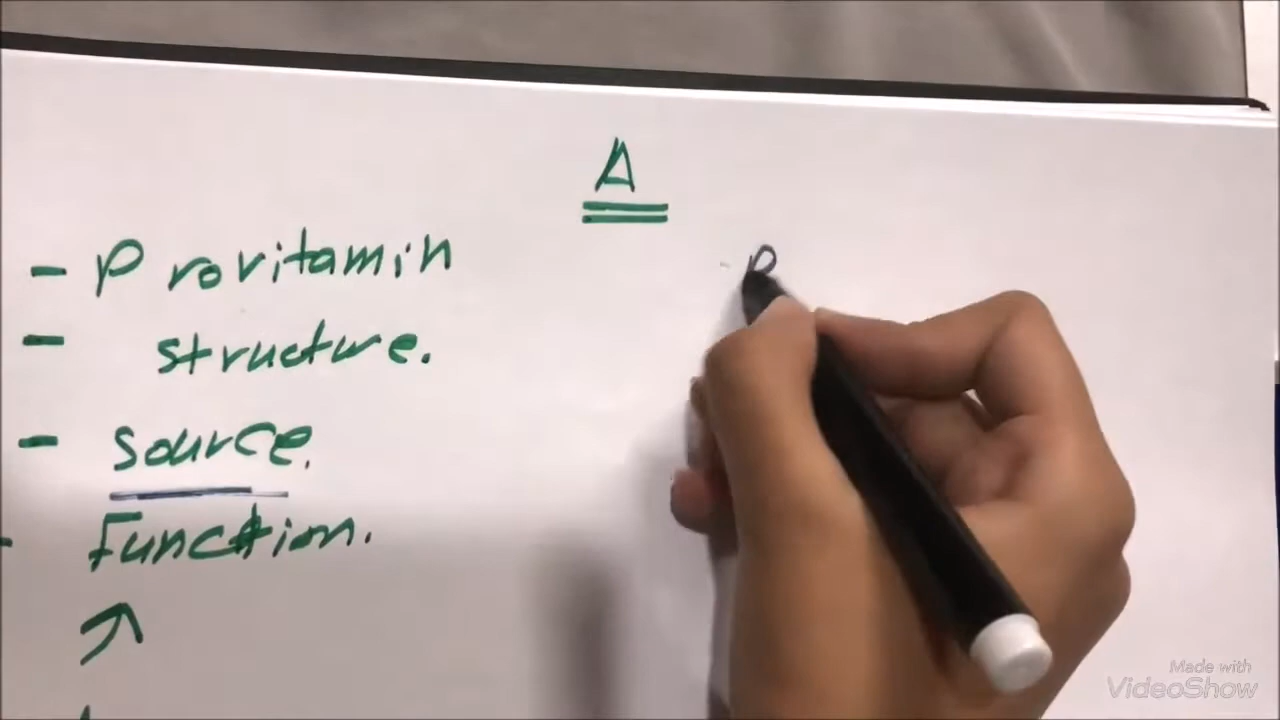 A
- Provitamin
- structure.
- source.
- Function.
Made with
VideoShow